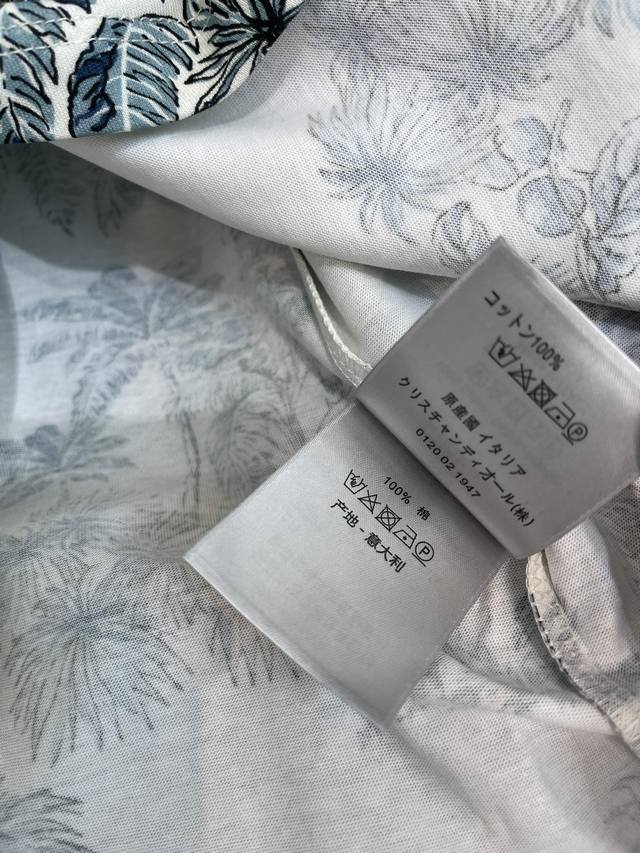 コットン100%
原産國 イタリア
クリスチャンディオール(株)
0120 02 1947
100% 棉
产地 - 意大利